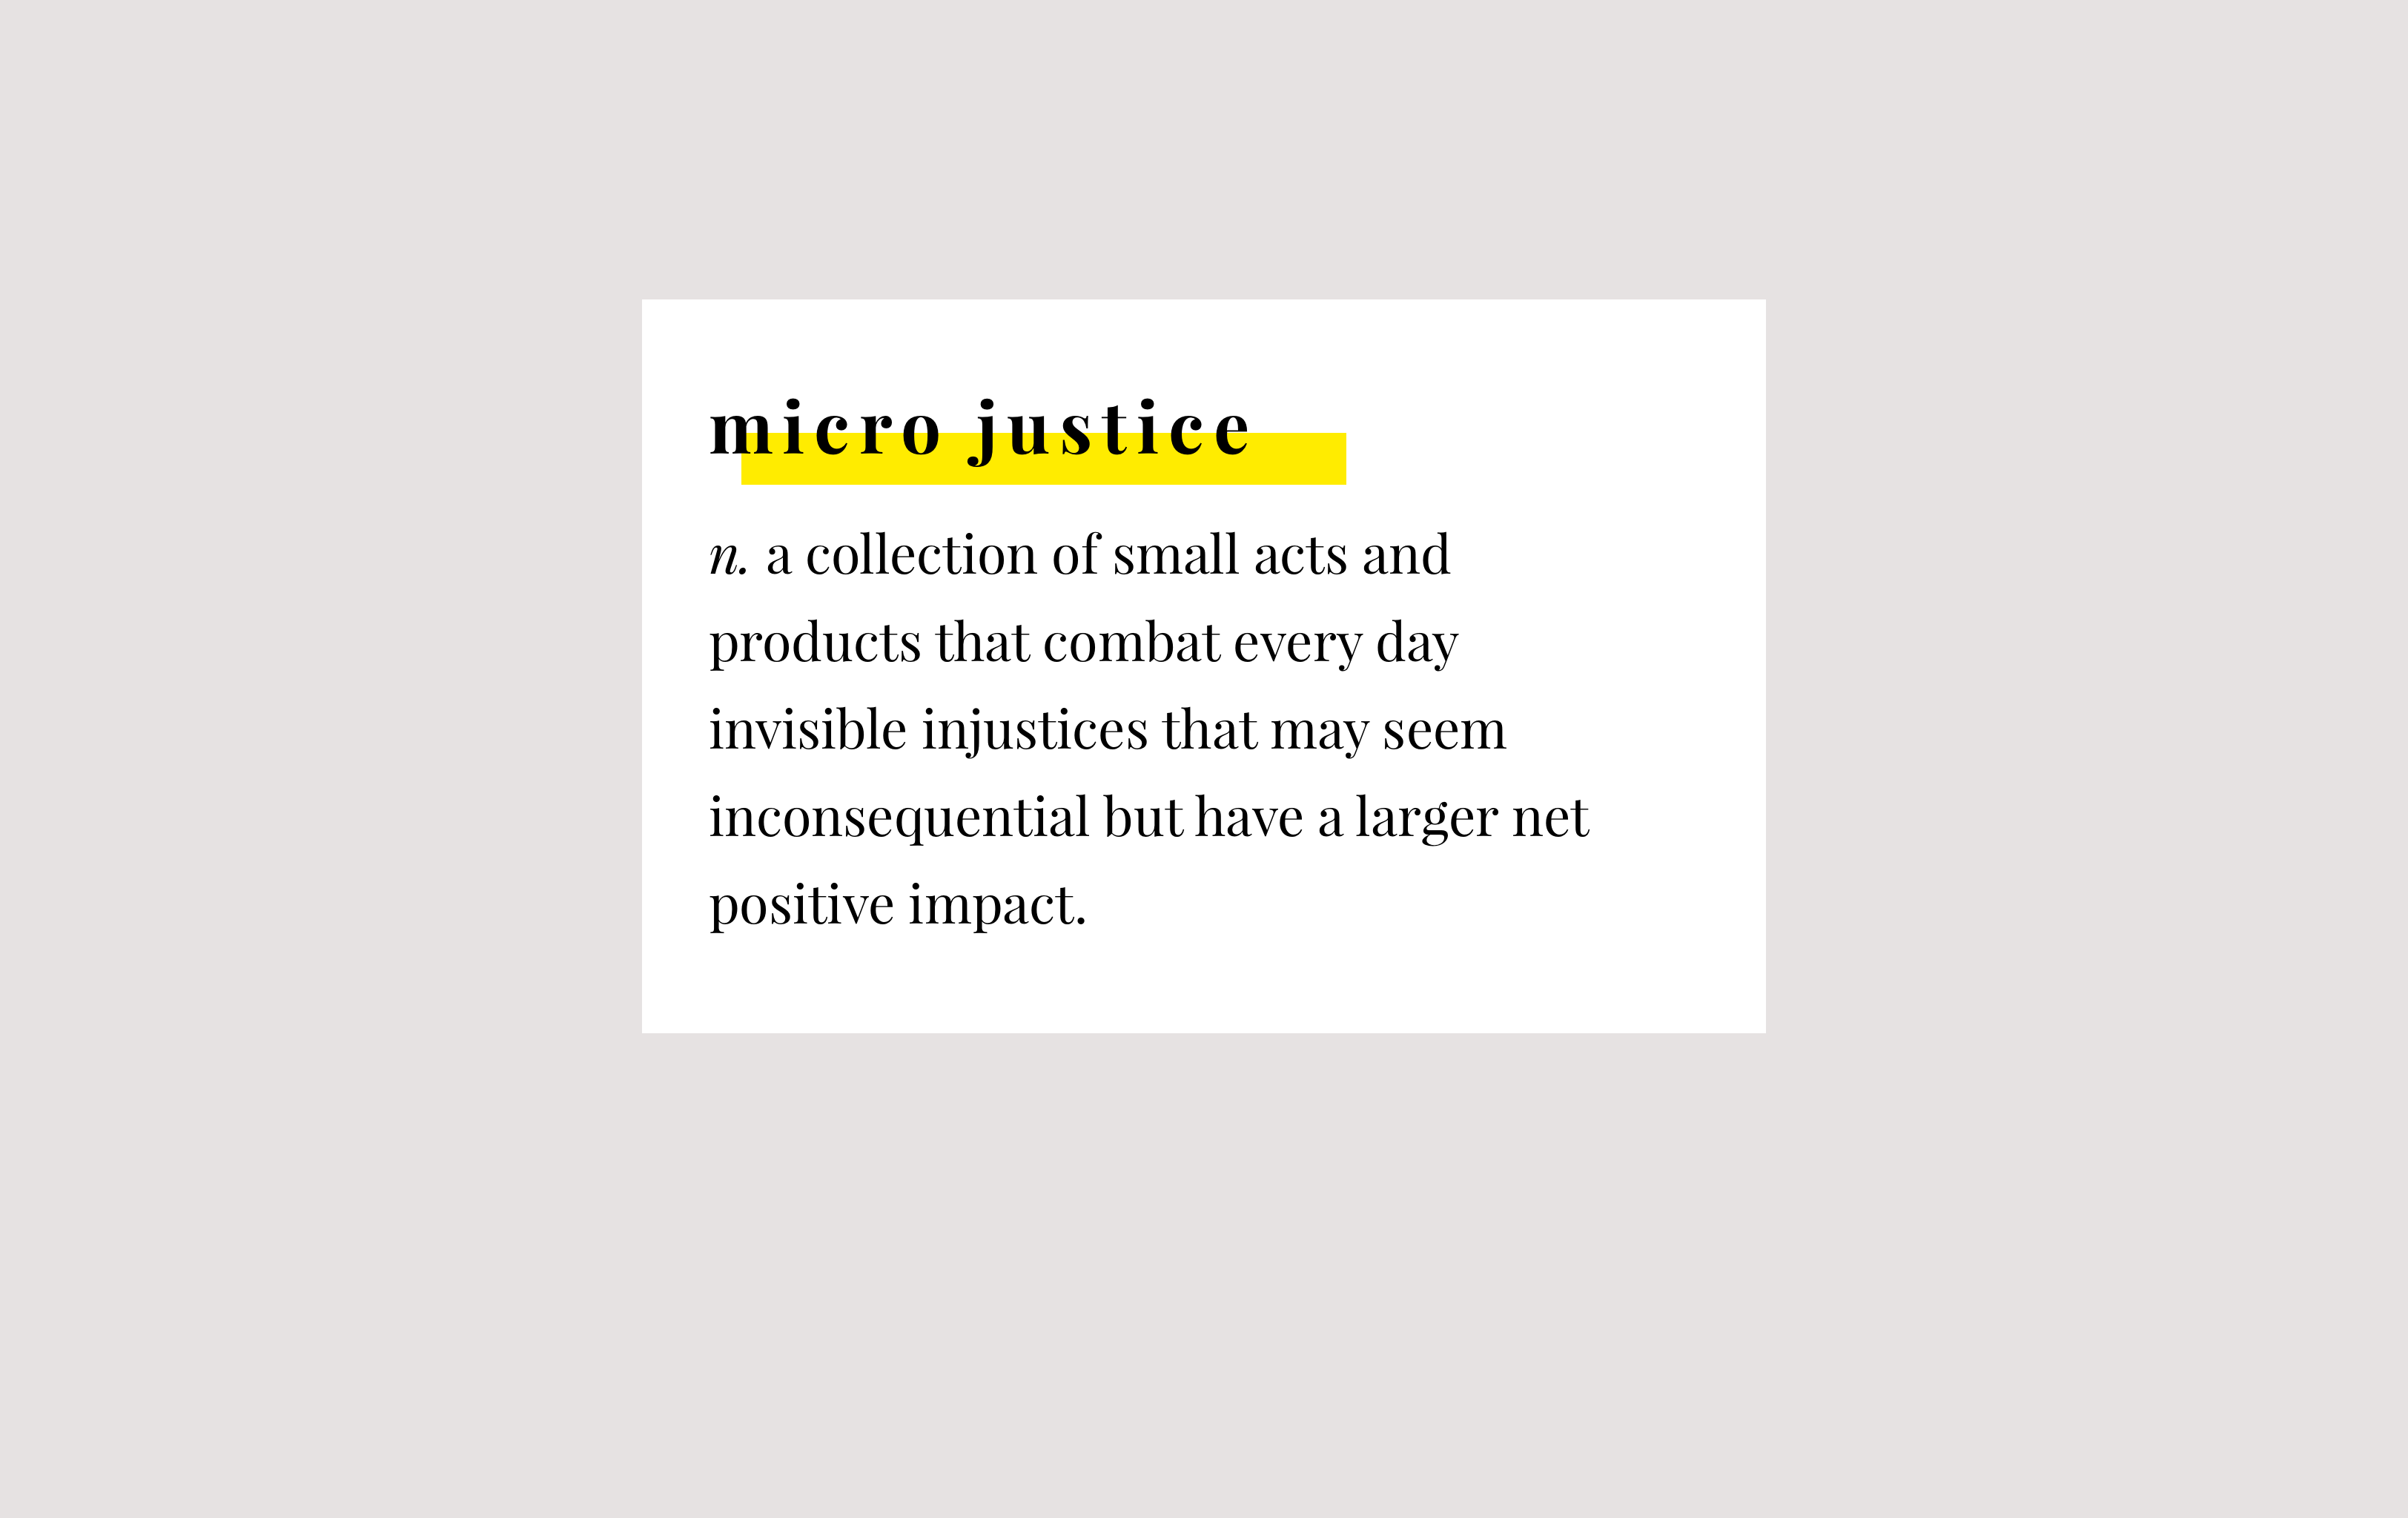 micro justice
n. a collection of small acts and
products that combat every day
invisible injustices that may seem
inconsequential but have a larger net
positive impact.